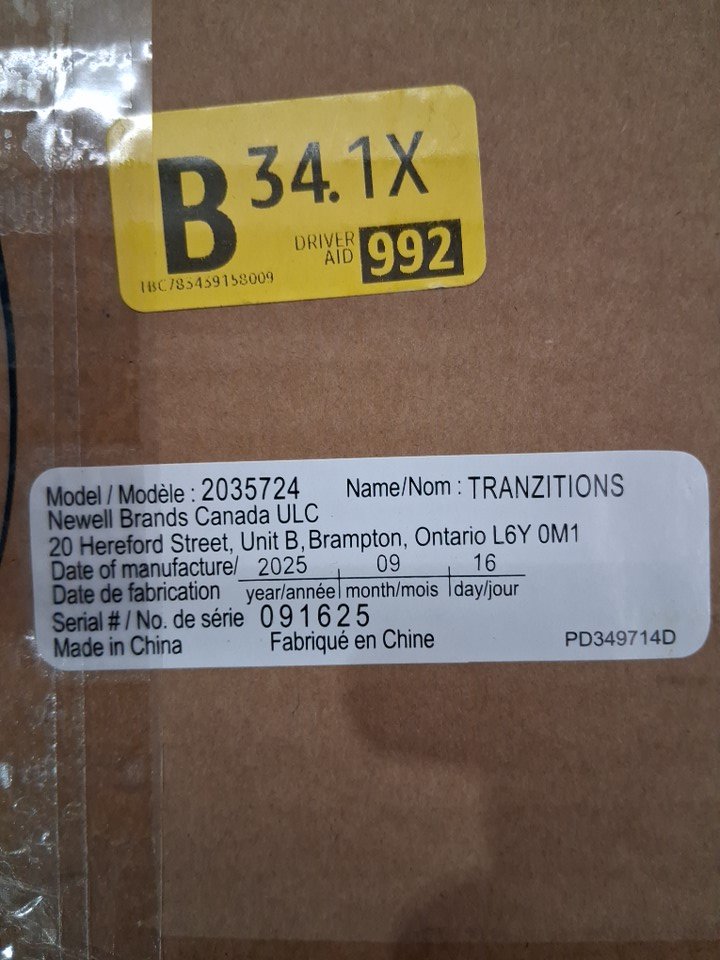 B 34.1X
DRIVER
AID 992
TBC785459158009
Model / Modèle : 2035724 Name/Nom : TRANZITIONS
Newell Brands Canada ULC
20 Hereford Street, Unit B, Brampton, Ontario L6Y 0M1
Date of manufacture/ 2025 09 16
Date de fabrication year/année month/mois day/jour
Serial # / No. de série 091625
Made in China Fabriqué en Chine PD349714D